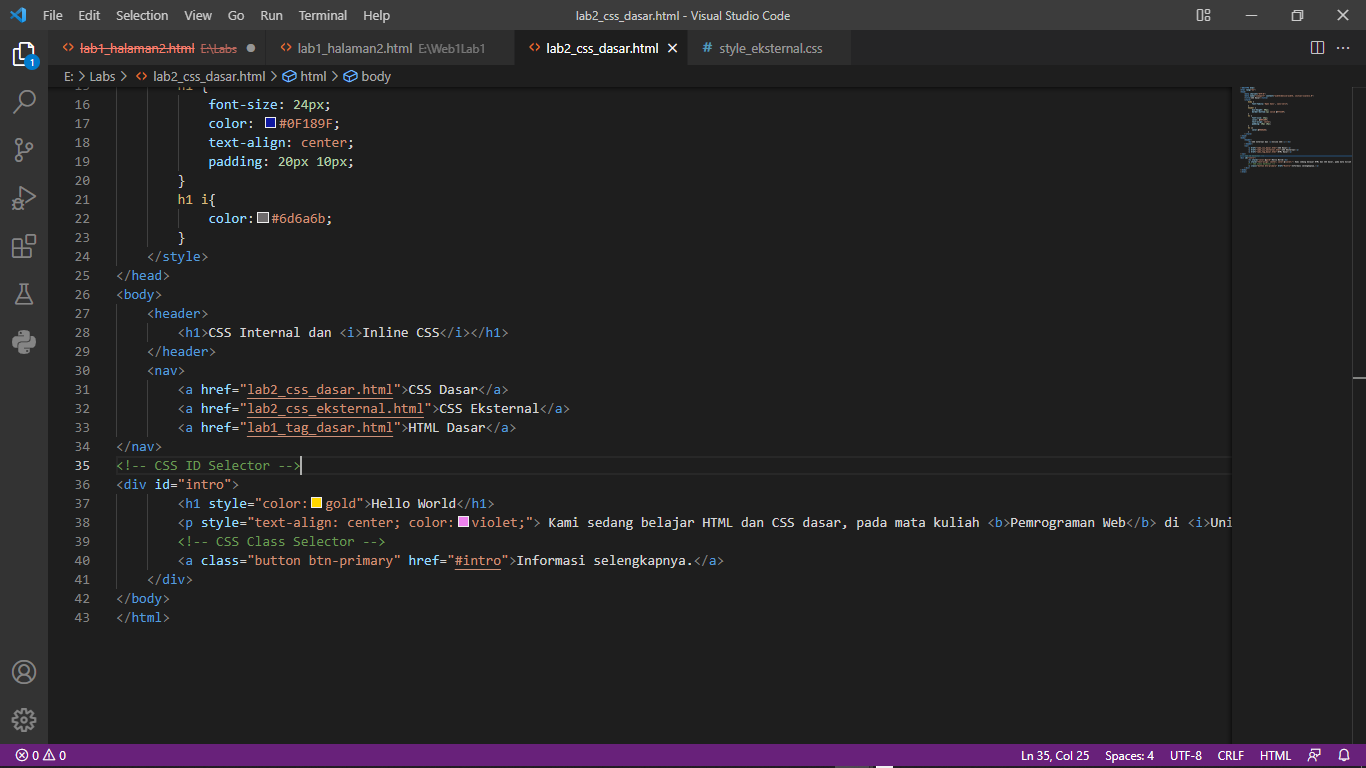 File Edit Selection View Go Run Terminal Help lab2_css_dasar.html - Visual Studio Code
lab1_halaman2.html E:\Labs lab1_halaman2.html E:\Web1Lab1 lab2_css_dasar.html # style_eksternal.css
1
E: > Labs > lab2_css_dasar.html > html > body
15 h1 {
16 font-size: 24px;
17 color: #0F189F;
18 text-align: center;
19 padding: 20px 10px;
20 }
21 h1 i{
22 color:#6d6a6b;
23 }
24 </style>
25 </head>
26 <body>
27 <header>
28 <h1>CSS Internal dan <i>Inline CSS</i></h1>
29 </header>
30 <nav>
31 <a href="lab2_css_dasar.html">CSS Dasar</a>
32 <a href="lab2_css_eksternal.html">CSS Eksternal</a>
33 <a href="lab1_tag_dasar.html">HTML Dasar</a>
34 </nav>
35 <!-- CSS ID Selector -->
36 <div id="intro">
37 <h1 style="color:gold">Hello World</h1>
38 <p style="text-align: center; color:violet;"> Kami sedang belajar HTML dan CSS dasar, pada mata kuliah <b>Pemrograman Web</b> di <i>Uni
39 <!-- CSS Class Selector -->
40 <a class="button btn-primary" href="#intro">Informasi selengkapnya.</a>
41 </div>
42 </body>
43 </html>
0 0 Ln 35, Col 25 Spaces: 4 UTF-8 CRLF HTML